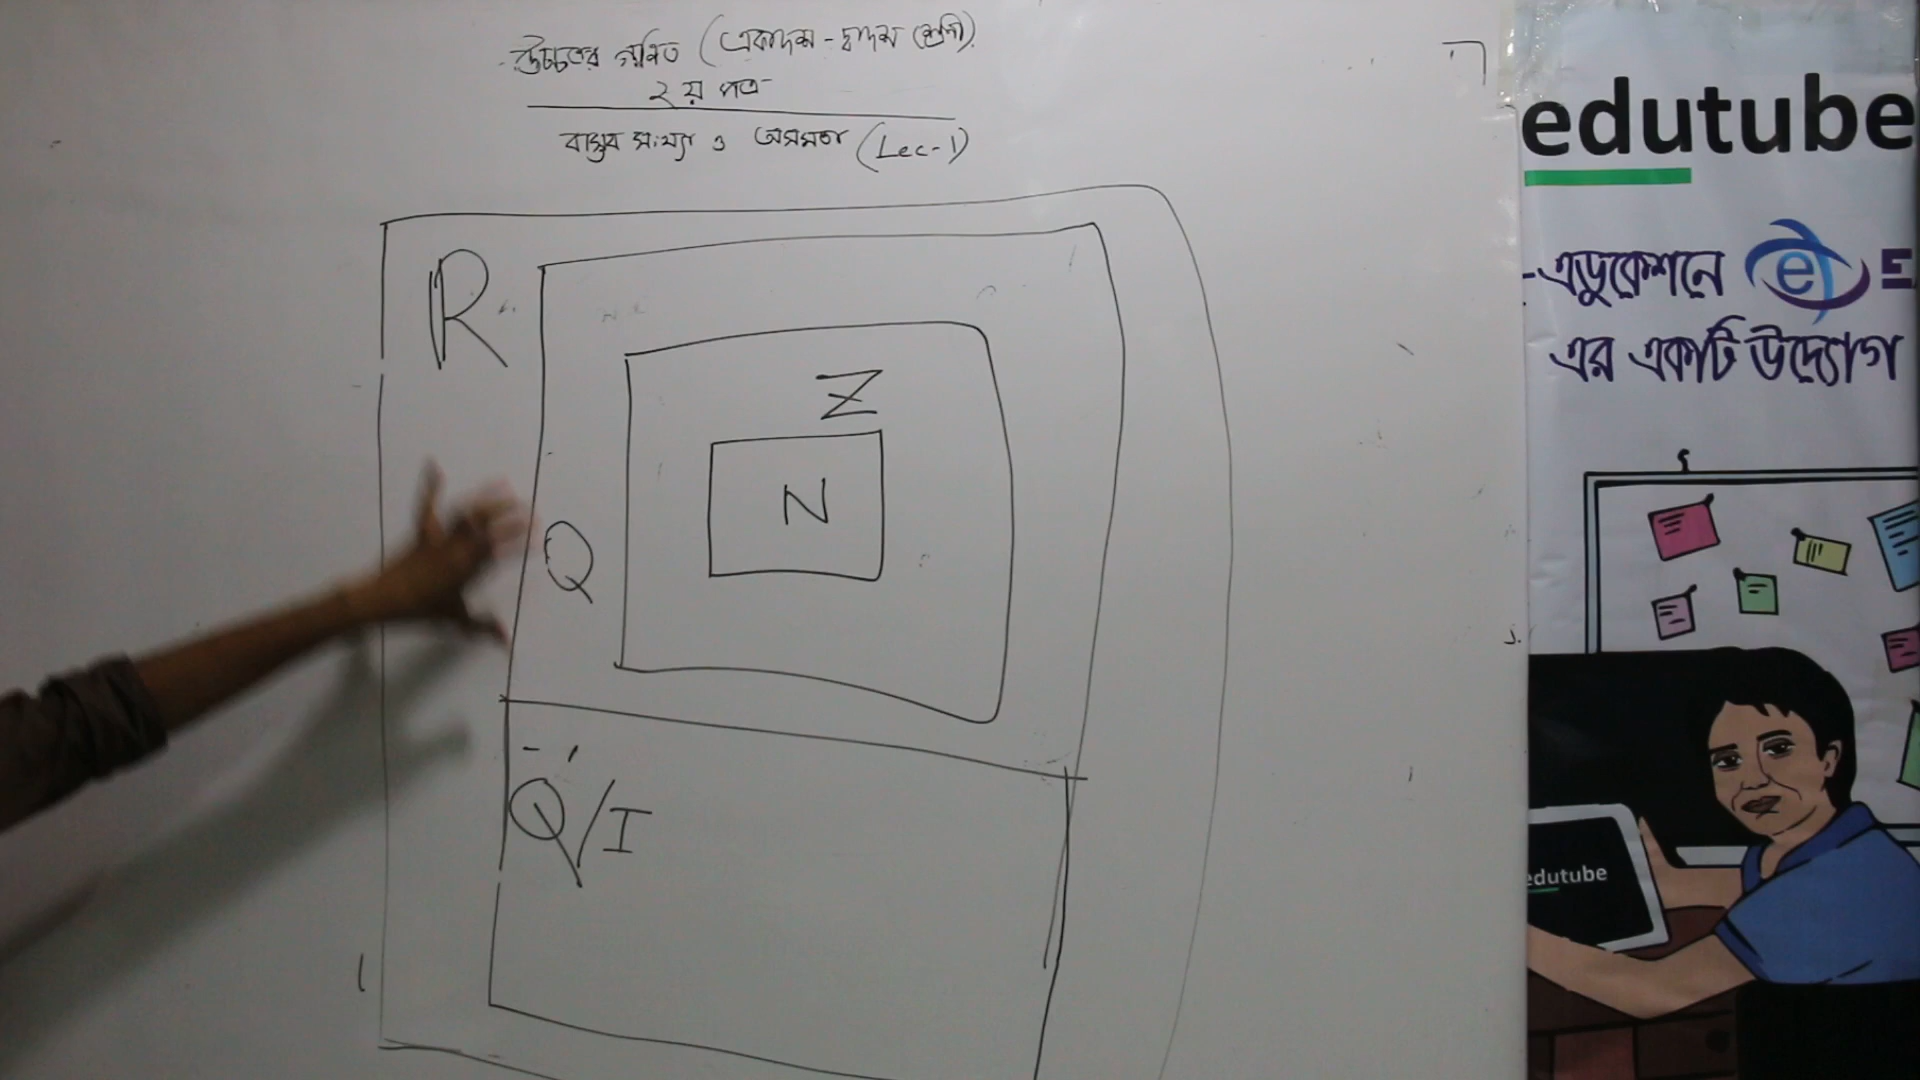 উচ্চতর গণিত (একাদশ-দ্বাদশ শ্রেণী)
২য় পত্র
বাস্তব সংখ্যা ও অসমতা (Lec-1)
R
Z
N
Q
Q'/I
edutube
-এডুকেশনে e E
এর একটি উদ্যোগ
edutube